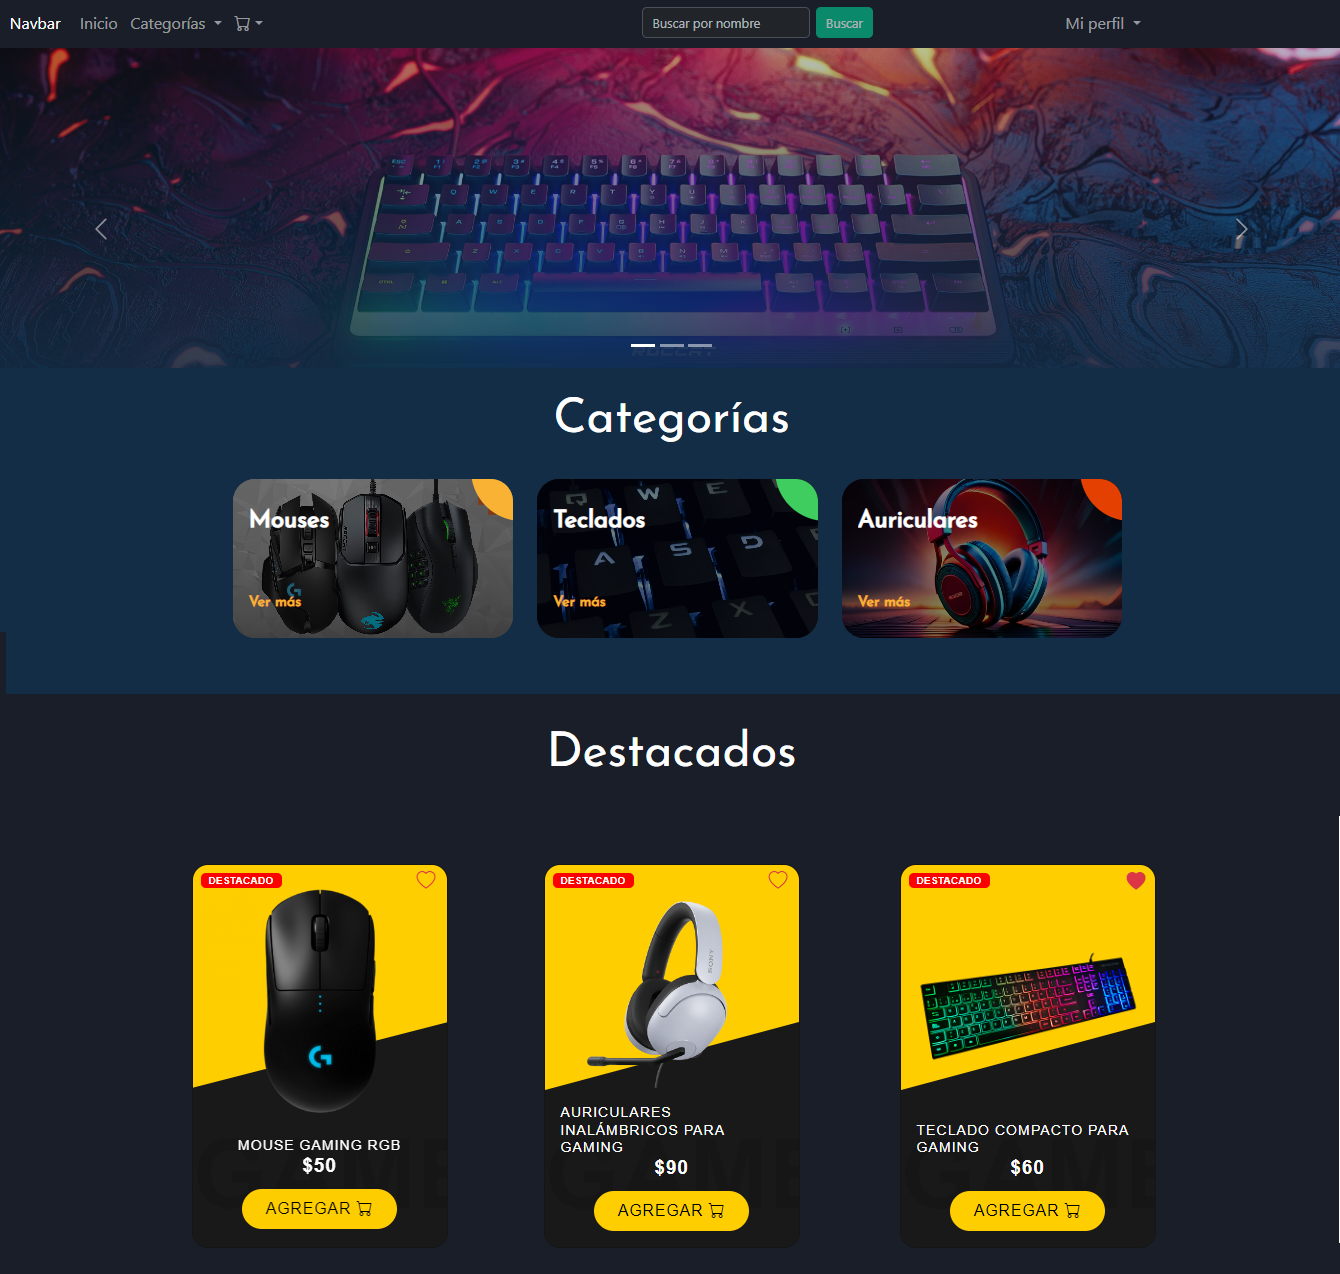 Navbar
Inicio
Categorías
Buscar por nombre
Buscar
Mi perfil
Categorías
Mouses
Ver más
Teclados
Ver más
Auriculares
Ver más
Destacados
DESTACADO
MOUSE GAMING RGB
$50
AGREGAR
DESTACADO
SONY
AURICULARES
INALÁMBRICOS PARA
GAMING
$90
AGREGAR
DESTACADO
TECLADO COMPACTO PARA
GAMING
$60
AGREGAR